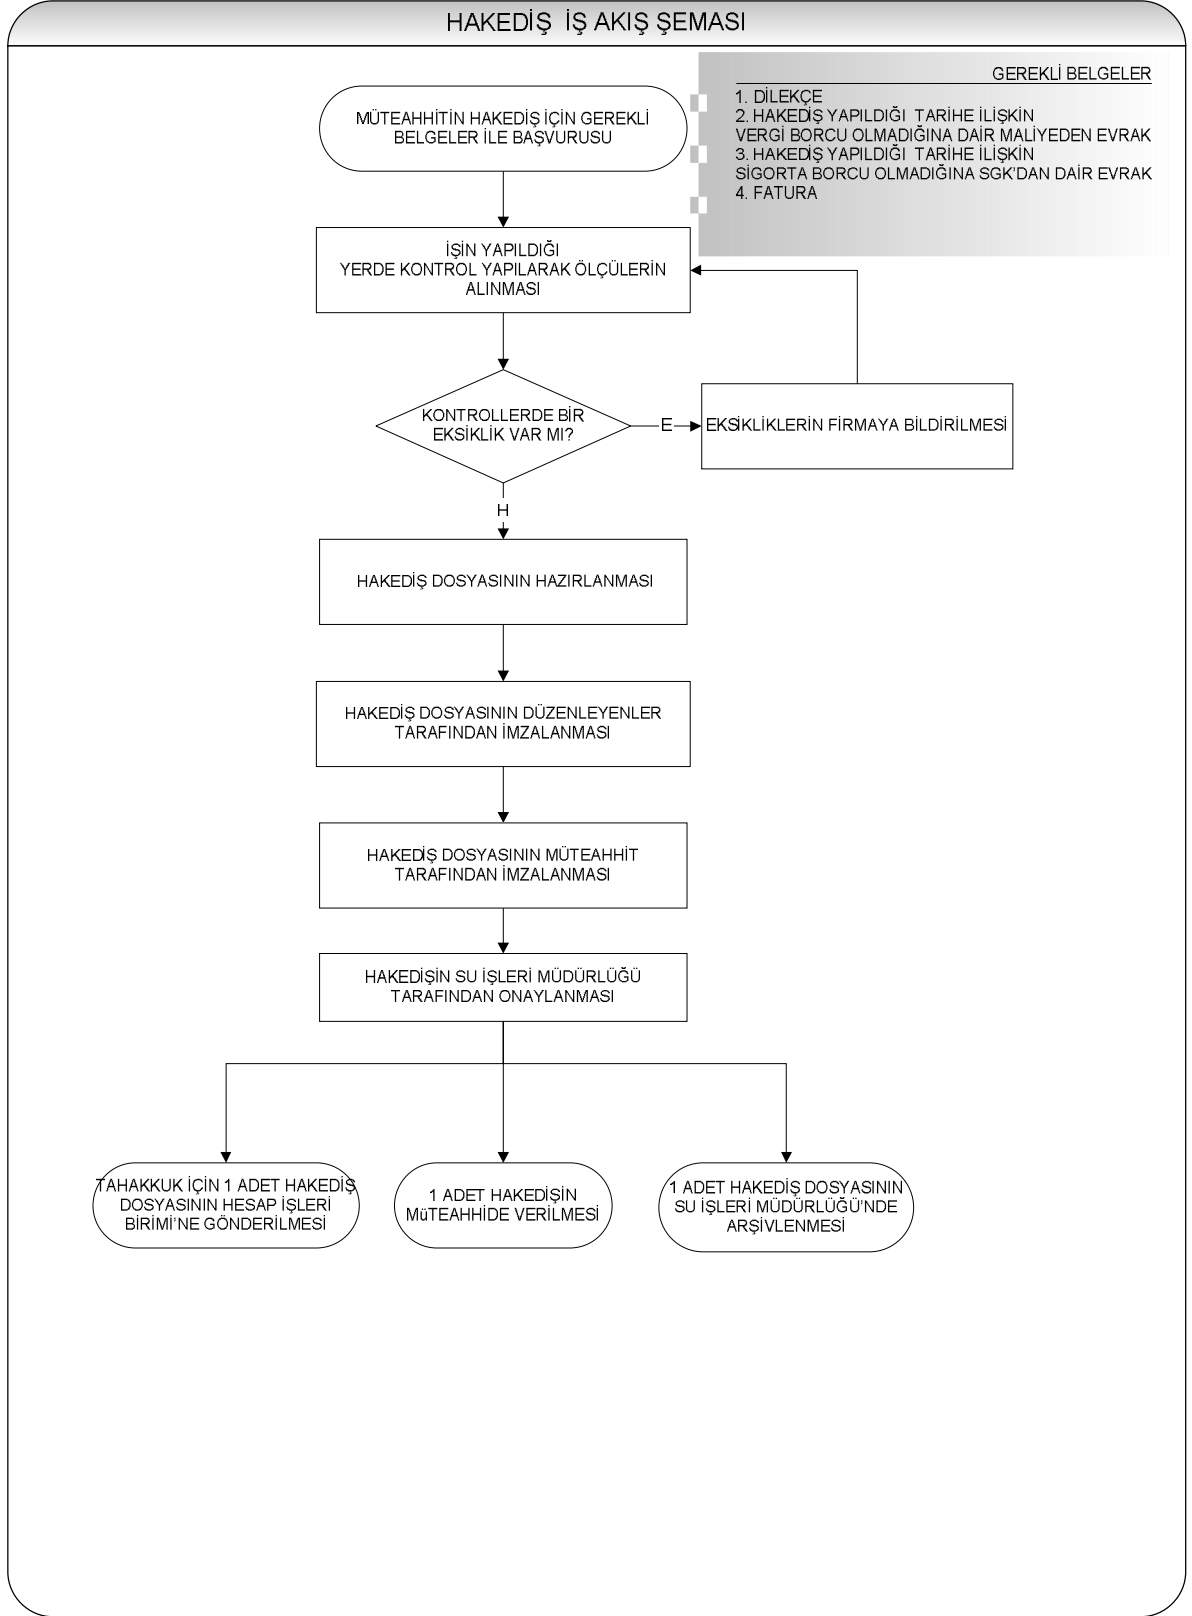 HAKEDİŞ İŞ AKIŞ ŞEMASI
GEREKLİ BELGELER
1. DİLEKÇE
2. HAKEDİŞ YAPILDIĞI TARİHE İLİŞKİN
VERGİ BORCU OLMADIĞINA DAİR MALİYEDEN EVRAK
3. HAKEDİŞ YAPILDIĞI TARİHE İLİŞKİN
SİGORTA BORCU OLMADIĞINA SGK'DAN DAİR EVRAK
4. FATURA
MÜTEAHHİTİN HAKEDİŞ İÇİN GEREKLİ
BELGELER İLE BAŞVURUSU
İŞİN YAPILDIĞI
YERDE KONTROL YAPILARAK ÖLÇÜLERİN
ALINMASI
KONTROLLERDE BİR
EKSİKLİK VAR MI?
E
EKSİKLİKLERİN FİRMAYA BİLDİRİLMESİ
H
HAKEDİŞ DOSYASININ HAZIRLANMASI
HAKEDİŞ DOSYASININ DÜZENLEYENLER
TARAFINDAN İMZALANMASI
HAKEDİŞ DOSYASININ MÜTEAHHİT
TARAFINDAN İMZALANMASI
HAKEDİŞİN SU İŞLERİ MÜDÜRLÜĞÜ
TARAFINDAN ONAYLANMASI
TAHAKKUK İÇİN 1 ADET HAKEDİŞ
DOSYASININ HESAP İŞLERİ
BİRİMİ'NE GÖNDERİLMESİ
1 ADET HAKEDİŞİN
MüTEAHHİDE VERİLMESİ
1 ADET HAKEDİŞ DOSYASININ
SU İŞLERİ MÜDÜRLÜĞÜ'NDE
ARŞİVLENMESİ